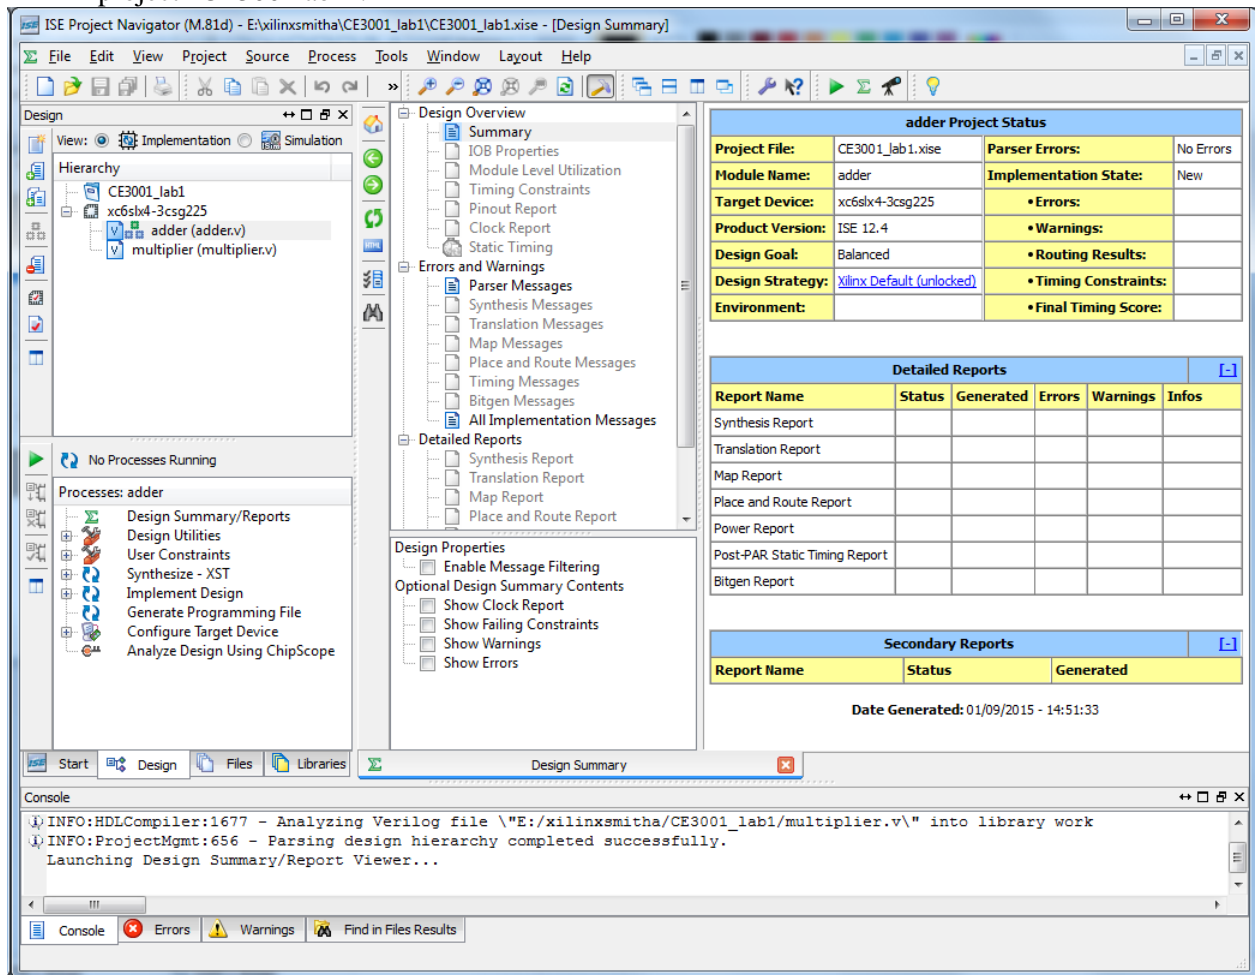 ISE Project Navigator (M.81d) - E:\xilinxsmitha\CE3001_lab1\CE3001_lab1.xise - [Design Summary]
File Edit View Project Source Process Tools Window Layout Help
Design
View: Implementation Simulation
Hierarchy
CE3001_lab1
xc6slx4-3csg225
adder (adder.v)
multiplier (multiplier.v)
No Processes Running
Processes: adder
Design Summary/Reports
Design Utilities
User Constraints
Synthesize - XST
Implement Design
Generate Programming File
Configure Target Device
Analyze Design Using ChipScope
Start Design Files Libraries
Design Overview
Summary
IOB Properties
Module Level Utilization
Timing Constraints
Pinout Report
Clock Report
Static Timing
Errors and Warnings
Parser Messages
Synthesis Messages
Translation Messages
Map Messages
Place and Route Messages
Timing Messages
Bitgen Messages
All Implementation Messages
Detailed Reports
Synthesis Report
Translation Report
Map Report
Place and Route Report
Design Properties
Enable Message Filtering
Optional Design Summary Contents
Show Clock Report
Show Failing Constraints
Show Warnings
Show Errors
Design Summary
adder Project Status
Project File: CE3001_lab1.xise Parser Errors: No Errors
Module Name: adder Implementation State: New
Target Device: xc6slx4-3csg225 •Errors:
Product Version: ISE 12.4 •Warnings:
Design Goal: Balanced •Routing Results:
Design Strategy: Xilinx Default (unlocked) •Timing Constraints:
Environment: •Final Timing Score:
Detailed Reports [-]
Report Name Status Generated Errors Warnings Infos
Synthesis Report
Translation Report
Map Report
Place and Route Report
Power Report
Post-PAR Static Timing Report
Bitgen Report
Secondary Reports [-]
Report Name Status Generated
Date Generated: 01/09/2015 - 14:51:33
Console
INFO:HDLCompiler:1677 - Analyzing Verilog file \"E:/xilinxsmitha/CE3001_lab1/multiplier.v\" into library work
INFO:ProjectMgmt:656 - Parsing design hierarchy completed successfully.
Launching Design Summary/Report Viewer...
Console Errors Warnings Find in Files Results